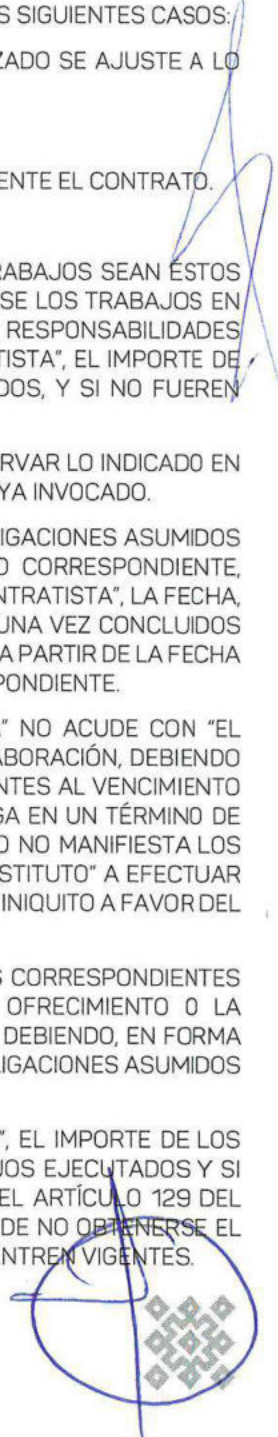 S SIGUIENTES CASOS:
ZADO SE AJUSTE A LO
ENTE EL CONTRATO.
RABAJOS SEAN ÉSTOS
SE LOS TRABAJOS EN
RESPONSABILIDADES
TISTA", EL IMPORTE DE
DOS, Y SI NO FUEREN
RVAR LO INDICADO EN
YA INVOCADO.
IGACIONES ASUMIDOS
O CORRESPONDIENTE,
NTRATISTA", LA FECHA,
UNA VEZ CONCLUIDOS
A PARTIR DE LA FECHA
PONDIENTE.
" NO ACUDE CON "EL
ABORACIÓN, DEBIENDO
NTES AL VENCIMIENTO
GA EN UN TÉRMINO DE
O NO MANIFIESTA LOS
STITUTO" A EFECTUAR
INIQUITO A FAVOR DEL
S CORRESPONDIENTES
OFRECIMIENTO O LA
DEBIENDO, EN FORMA
LIGACIONES ASUMIDOS
", EL IMPORTE DE LOS
JOS EJECUTADOS Y SI
EL ARTÍCULO 129 DEL
DE NO OBTENERSE EL
ENTREN VIGENTES.